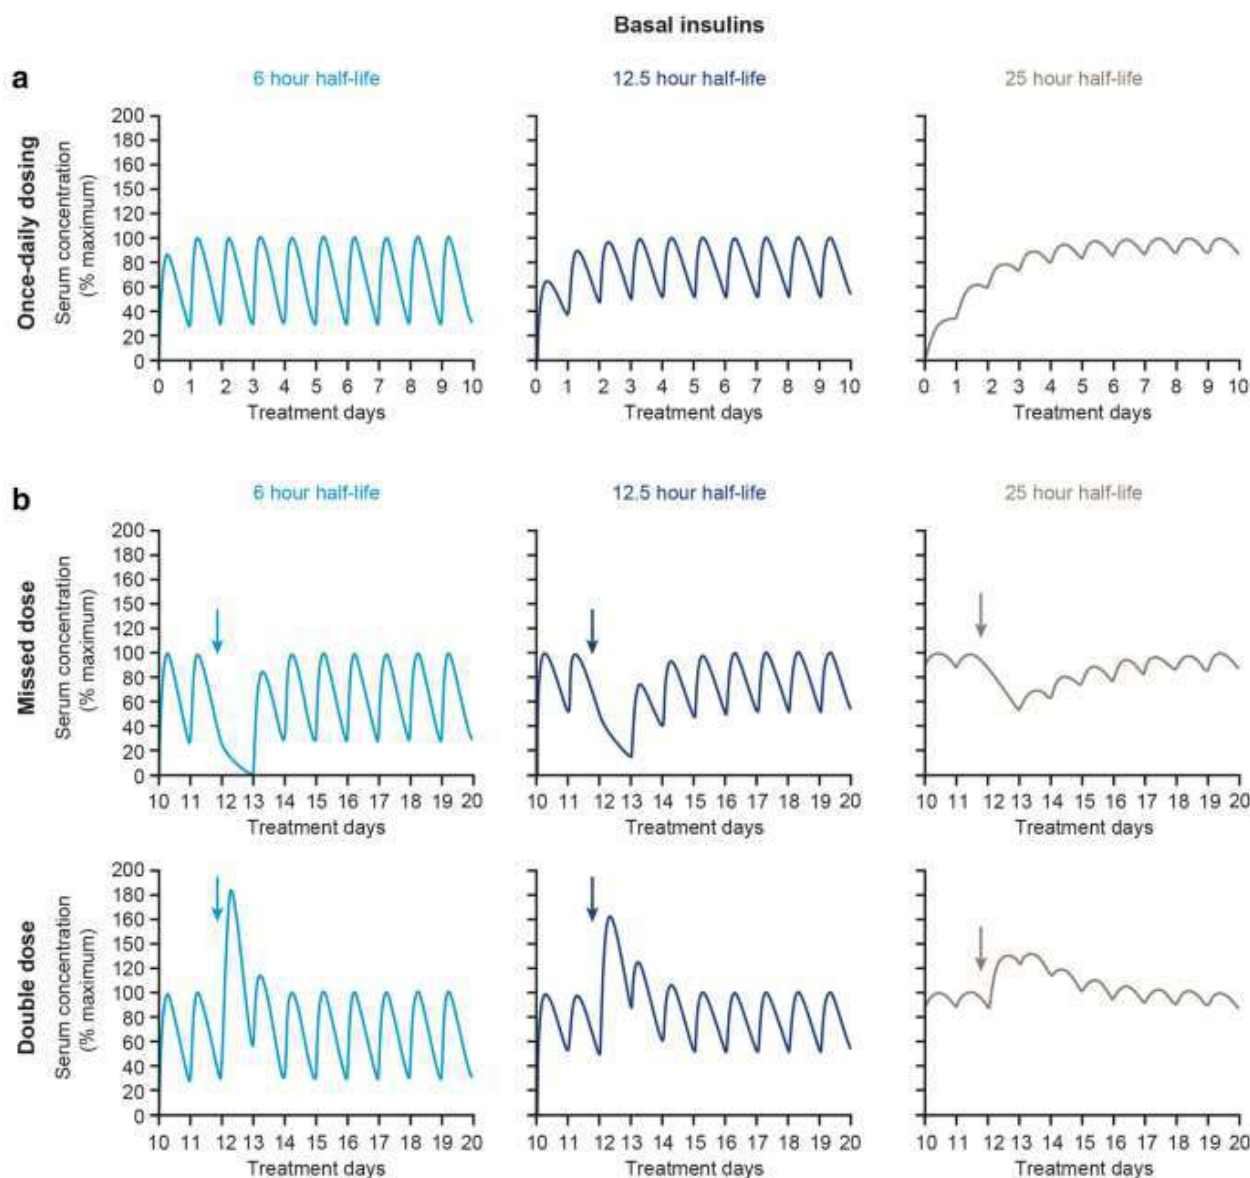 Basal insulins
a
6 hour half-life
12.5 hour half-life
25 hour half-life
Once-daily dosing
Serum concentration
(% maximum)
200
180
160
150
120
100
80
60
40
20
0
0 1 2 3 4 5 6 7 8 9 10
Treatment days
0 1 2 3 4 5 6 7 8 9 10
Treatment days
0 1 2 3 4 5 6 7 8 9 10
Treatment days
b
6 hour half-life
12.5 hour half-life
25 hour half-life
Missed dose
Serum concentration
(% maximum)
200
180
160
150
120
100
80
60
40
20
0
10 11 12 13 14 15 16 17 18 19 20
Treatment days
10 11 12 13 14 15 16 17 18 19 20
Treatment days
10 11 12 13 14 15 16 17 18 19 20
Treatment days
Double dose
Serum concentration
(% maximum)
200
180
160
150
120
100
80
60
40
20
0
10 11 12 13 14 15 16 17 18 19 20
Treatment days
10 11 12 13 14 15 16 17 18 19 20
Treatment days
10 11 12 13 14 15 16 17 18 19 20
Treatment days